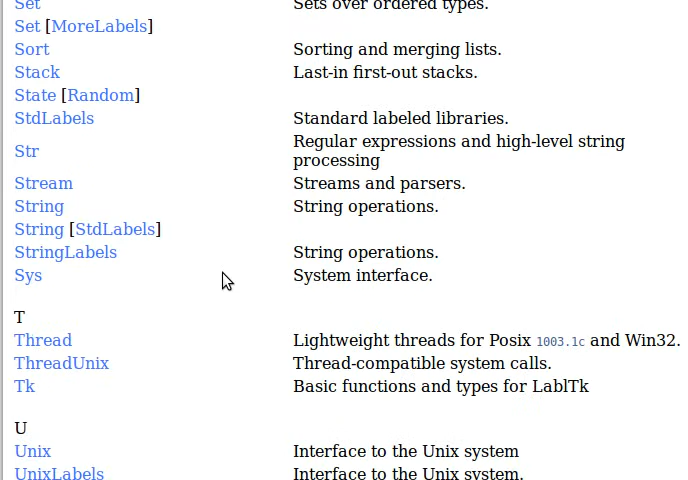 Set Sets over ordered types.
Set [MoreLabels]
Sort Sorting and merging lists.
Stack Last-in first-out stacks.
State [Random]
StdLabels Standard labeled libraries.
Str Regular expressions and high-level string
processing
Stream Streams and parsers.
String String operations.
String [StdLabels]
StringLabels String operations.
Sys System interface.
T
Thread Lightweight threads for Posix 1003.1c and Win32.
ThreadUnix Thread-compatible system calls.
Tk Basic functions and types for LablTk
U
Unix Interface to the Unix system
UnixLabels Interface to the Unix system.